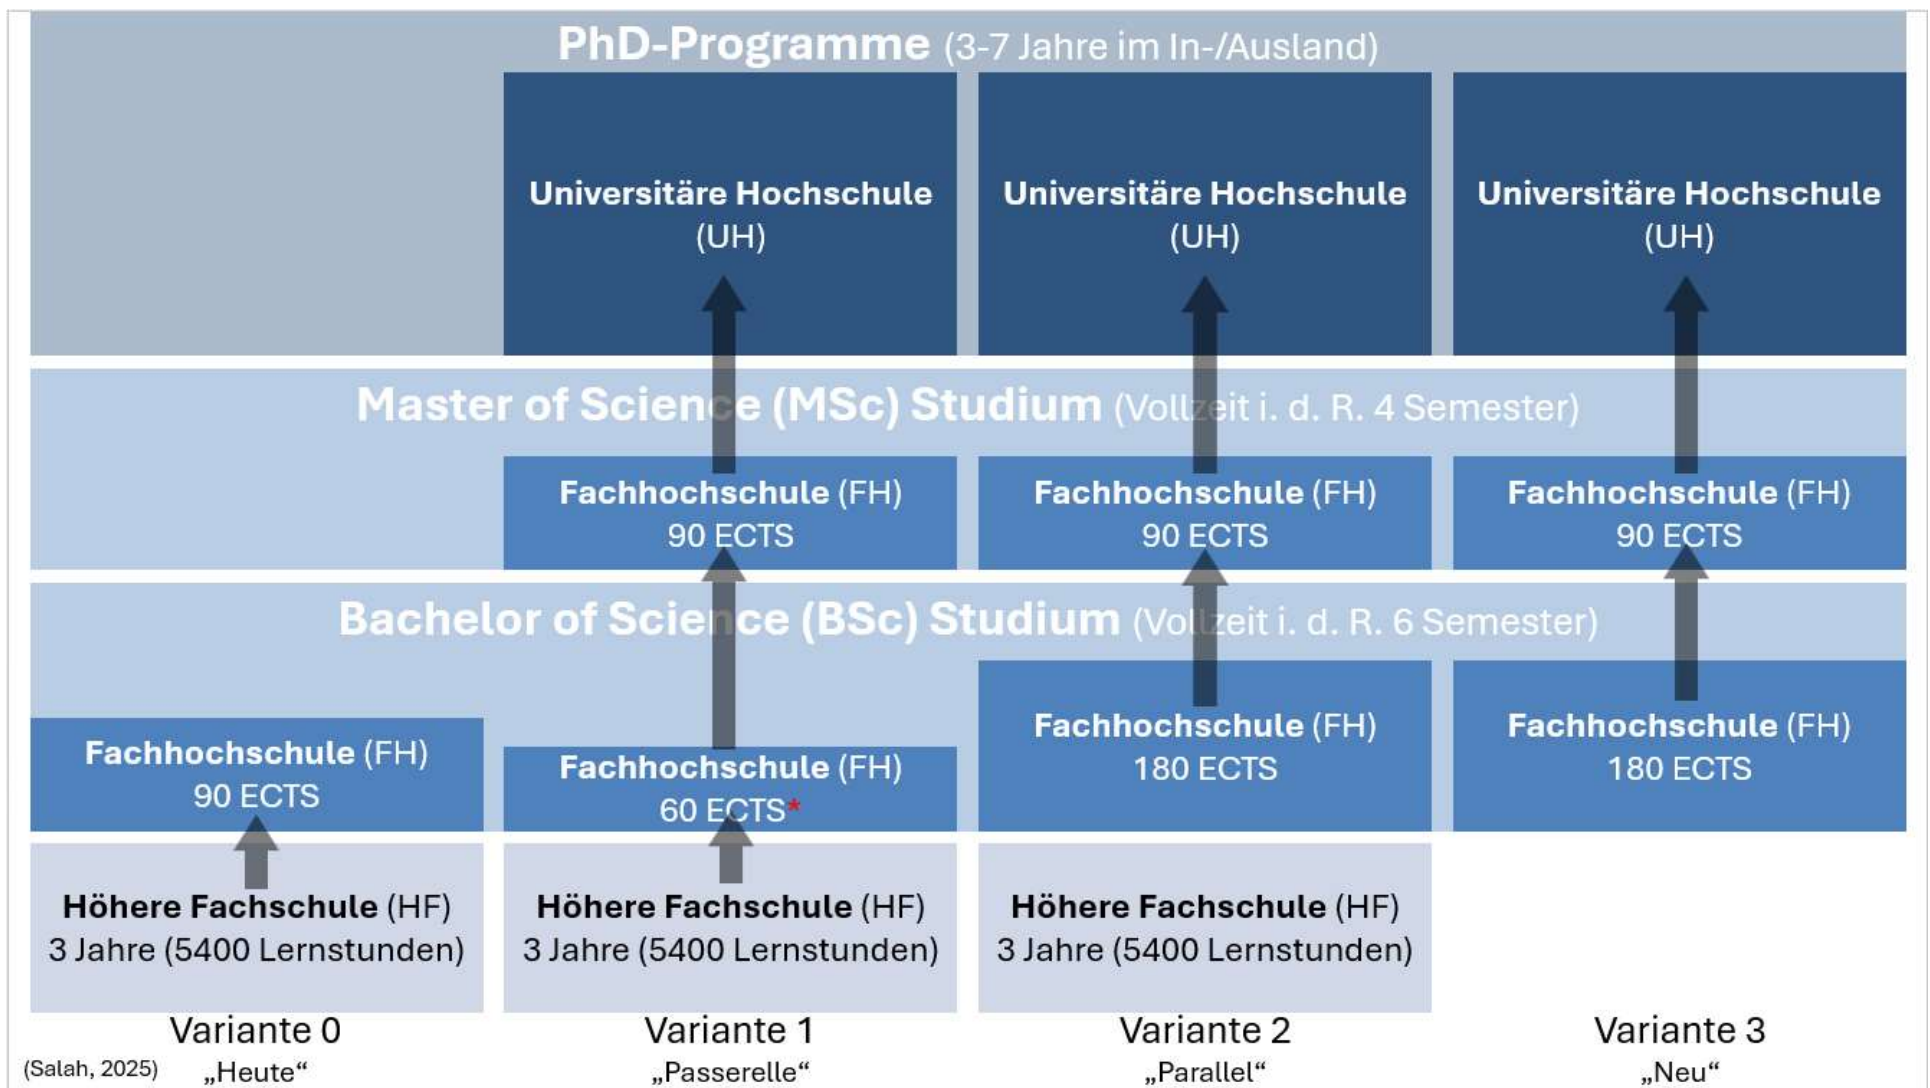 PhD-Programme (3-7 Jahre im In-/Ausland)
Universitäre Hochschule
(UH)
Universitäre Hochschule
(UH)
Universitäre Hochschule
(UH)
Master of Science (MSc) Studium (Vollzeit i. d. R. 4 Semester)
Fachhochschule (FH)
90 ECTS
Fachhochschule (FH)
90 ECTS
Fachhochschule (FH)
90 ECTS
Bachelor of Science (BSc) Studium (Vollzeit i. d. R. 6 Semester)
Fachhochschule (FH)
90 ECTS
Fachhochschule (FH)
60 ECTS*
Fachhochschule (FH)
180 ECTS
Fachhochschule (FH)
180 ECTS
Höhere Fachschule (HF)
3 Jahre (5400 Lernstunden)
Höhere Fachschule (HF)
3 Jahre (5400 Lernstunden)
Höhere Fachschule (HF)
3 Jahre (5400 Lernstunden)
Variante 0
„Heute“
Variante 1
„Passerelle“
Variante 2
„Parallel“
Variante 3
„Neu“
(Salah, 2025)